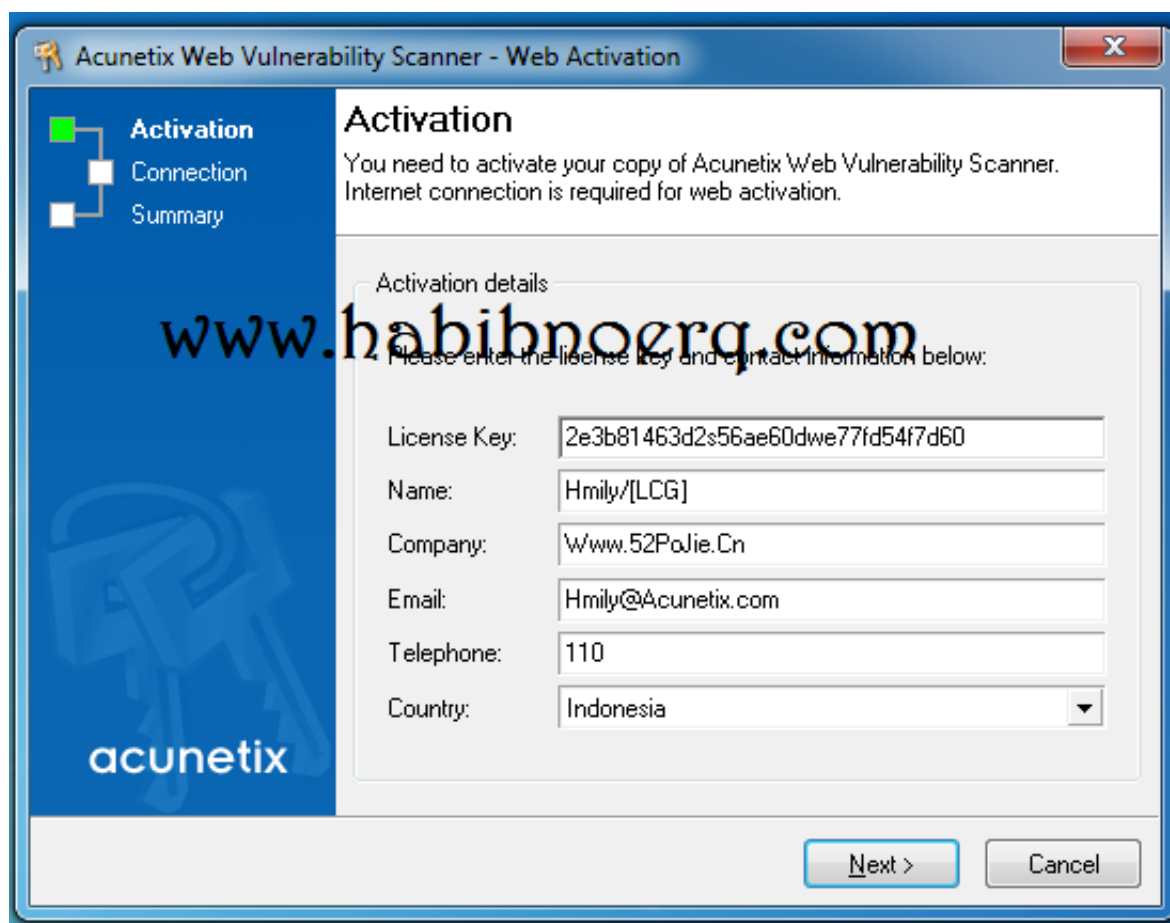 Acunetix Web Vulnerability Scanner - Web Activation
Activation
Connection
Summary
Activation
You need to activate your copy of Acunetix Web Vulnerability Scanner.
Internet connection is required for web activation.
Activation details
www.habibnoerq.com
Please enter the license key and contact information below:
License Key: 2e3b81463d2s56ae60dwe77fd54f7d60
Name: Hmily/[LCG]
Company: Www.52PoJie.Cn
Email: Hmily@Acunetix.com
Telephone: 110
Country: Indonesia
acunetix
Next > Cancel